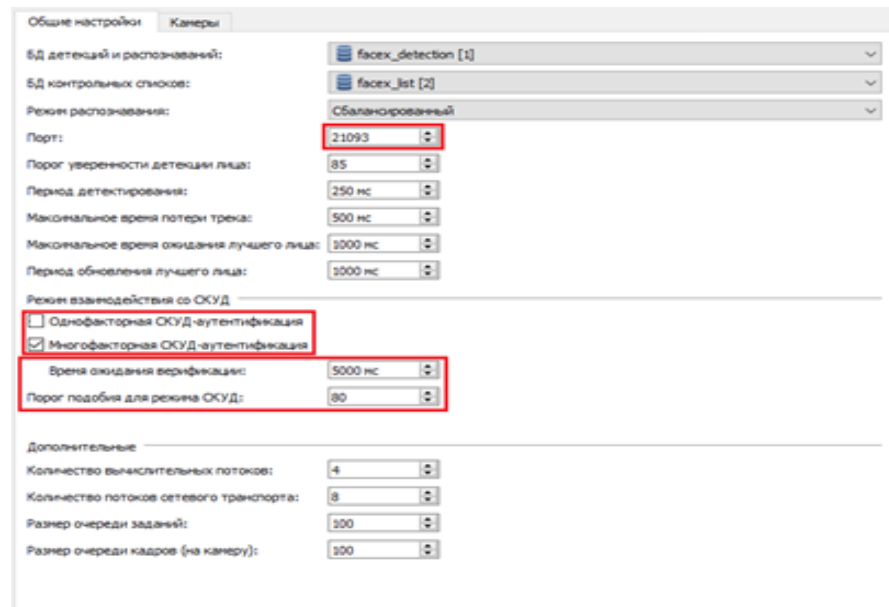 Общие настройки Камеры
БД детекций и распознаваний: facex_detection [1]
БД контрольных списков: facex_list [2]
Режим распознавания: Сбалансированный
Порт: 21093
Порог уверенности детекции лица: 85
Период детектирования: 250 мс
Максимальное время потери трека: 500 мс
Максимальное время ожидания лучшего лица: 1000 мс
Период обновления лучшего лица: 1000 мс
Режим взаимодействия со СКУД
Однофакторная СКУД-аутентификация
Многофакторная СКУД-аутентификация
Время ожидания верификации: 5000 мс
Порог подобия для режима СКУД: 80
Дополнительные
Количество вычислительных потоков: 4
Количество потоков сетевого транспорта: 8
Размер очереди заданий: 100
Размер очереди кадров (на камеру): 100